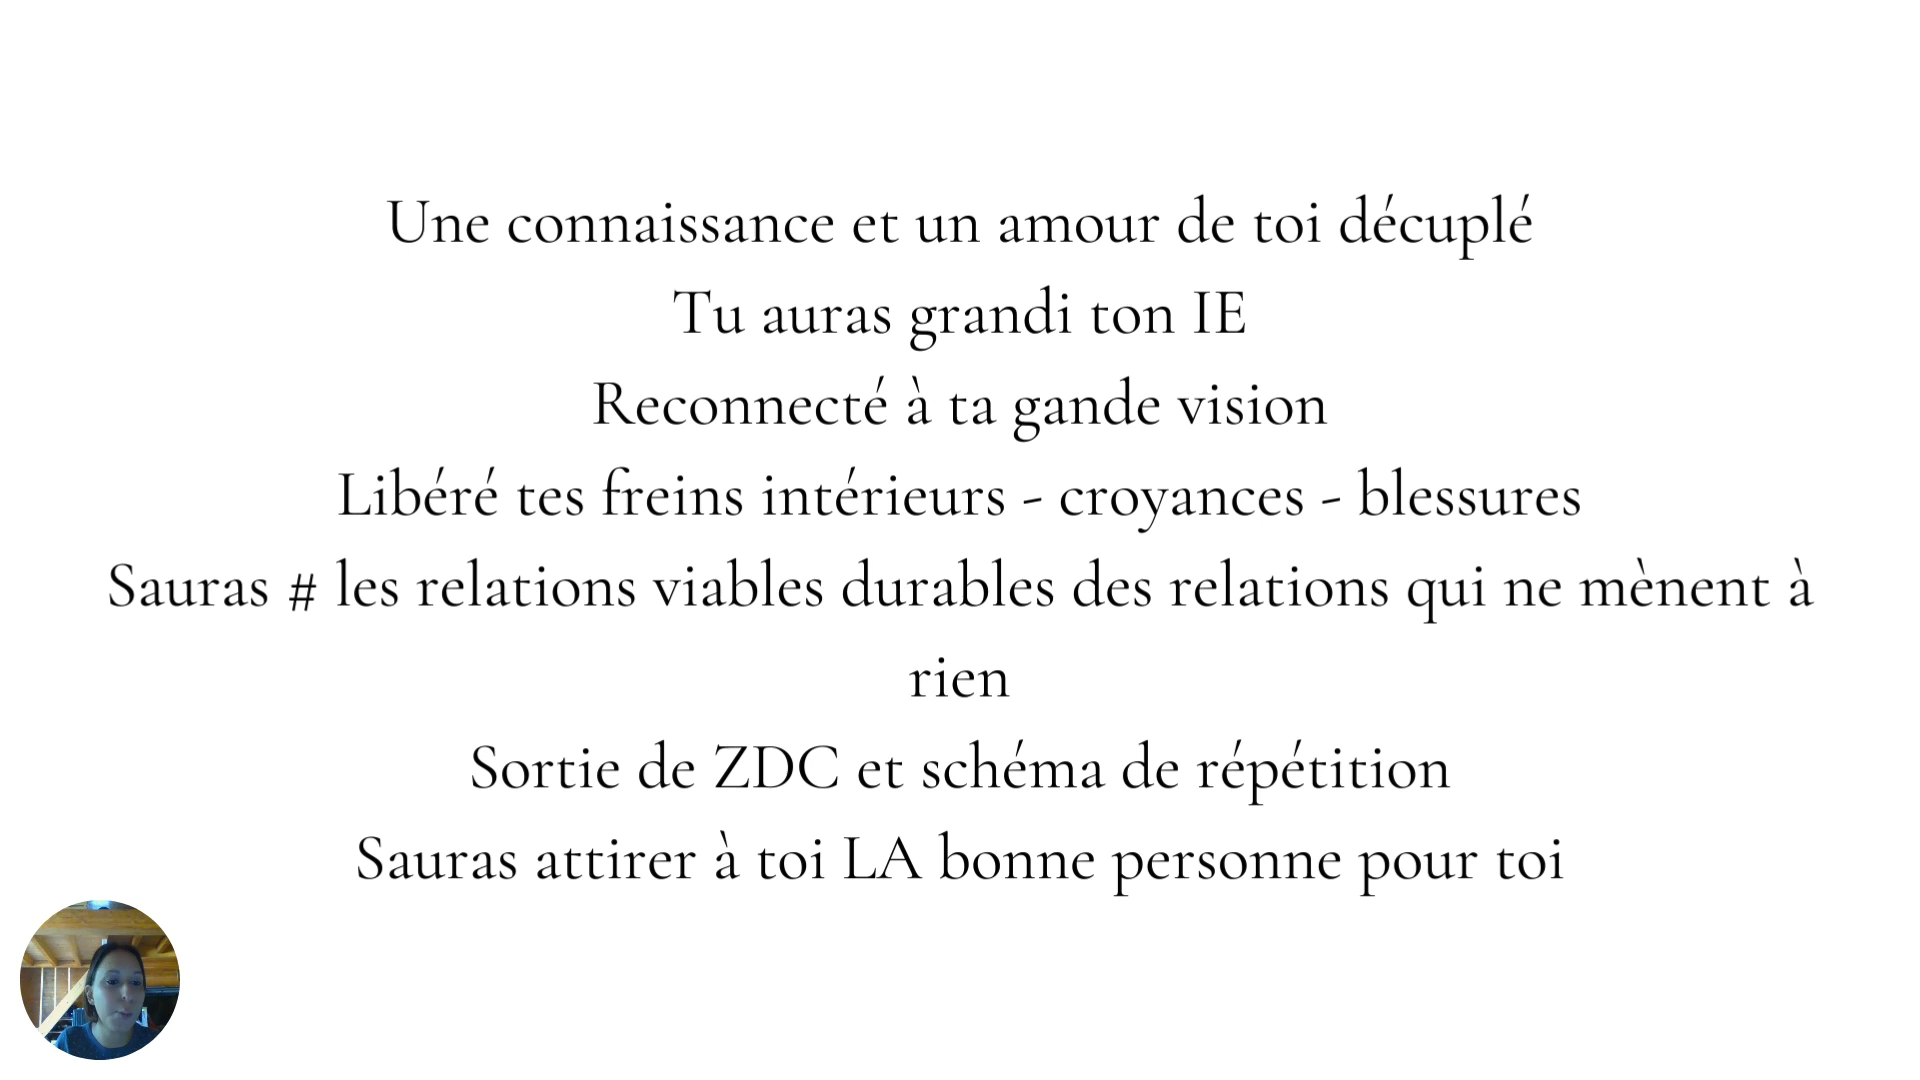 Une connaissance et un amour de toi décuplé
Tu auras grandi ton IE
Reconnecté à ta gande vision
Libéré tes freins intérieurs - croyances - blessures
Sauras # les relations viables durables des relations qui ne mènent à
rien
Sortie de ZDC et schéma de répétition
Sauras attirer à toi LA bonne personne pour toi